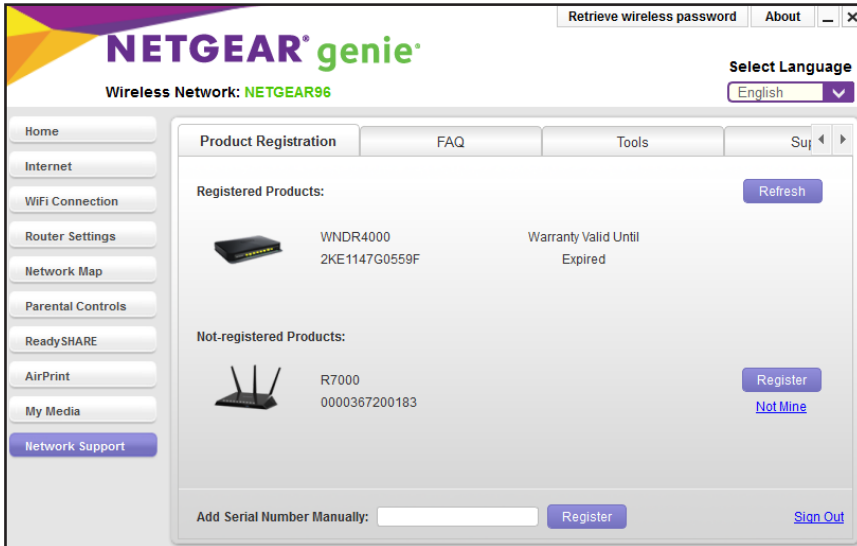 Retrieve wireless password About
NETGEAR® genie®
Select Language
Wireless Network: NETGEAR96
English
Home
Internet
WiFi Connection
Router Settings
Network Map
Parental Controls
ReadySHARE
AirPrint
My Media
Network Support
Product Registration FAQ Tools
Registered Products: Refresh
WNDR4000 Warranty Valid Until
2KE1147G0559F Expired
Not-registered Products:
R7000 Register
0000367200183 Not Mine
Add Serial Number Manually: Register Sign Out